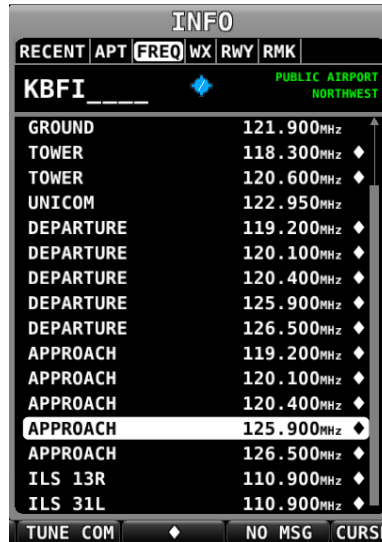 INFO
RECENT APT FREQ WX RWY RMK
KBFI____ PUBLIC AIRPORT
NORTHWEST
GROUND 121.900MHz
TOWER 118.300MHz ♦
TOWER 120.600MHz ♦
UNICOM 122.950MHz
DEPARTURE 119.200MHz ♦
DEPARTURE 120.100MHz ♦
DEPARTURE 120.400MHz ♦
DEPARTURE 125.900MHz ♦
DEPARTURE 126.500MHz ♦
APPROACH 119.200MHz ♦
APPROACH 120.100MHz ♦
APPROACH 120.400MHz ♦
APPROACH 125.900MHz ♦
APPROACH 126.500MHz ♦
ILS 13R 110.900MHz ♦
ILS 31L 110.900MHz ♦
TUNE COM ♦ NO MSG CURS